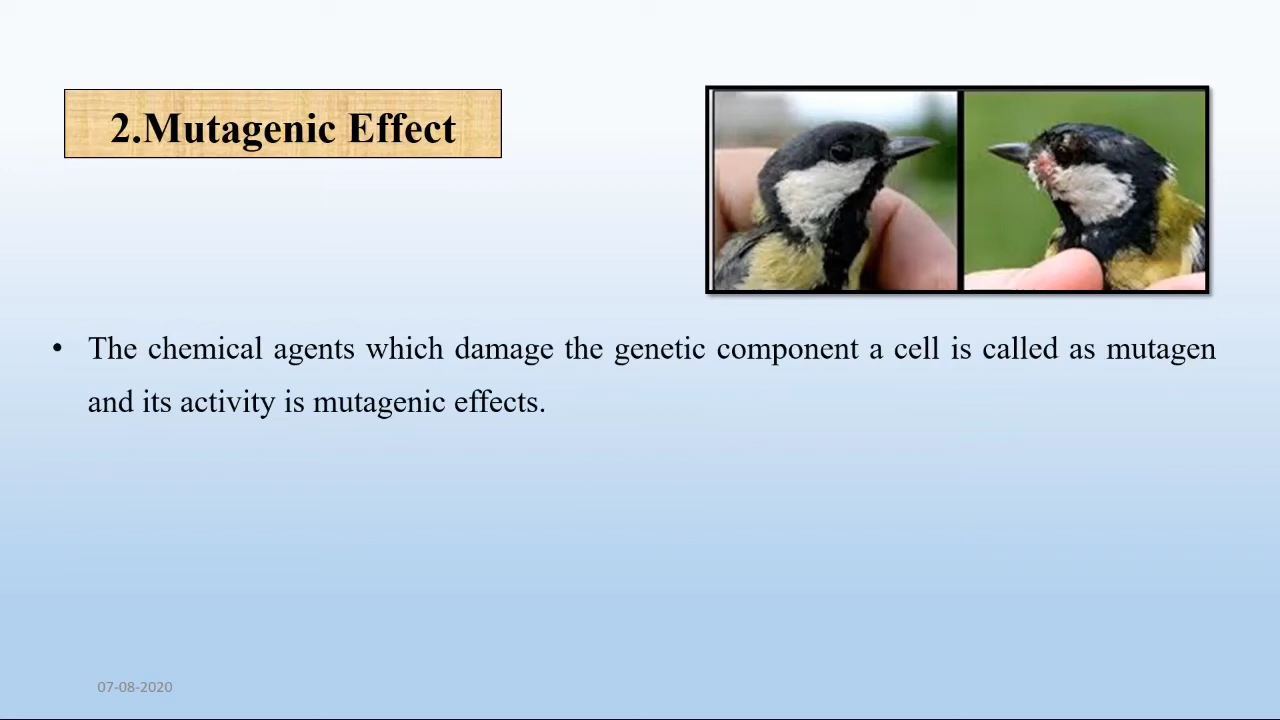 2.Mutagenic Effect
• The chemical agents which damage the genetic component a cell is called as mutagen
and its activity is mutagenic effects.
07-08-2020